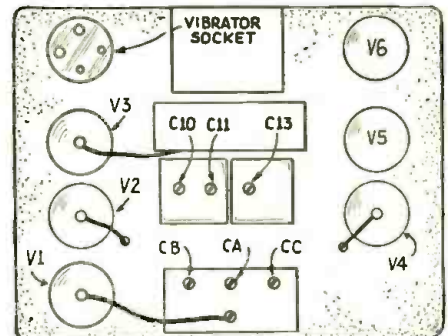 VIBRATOR
SOCKET
V6
V3
C10 C11 C13
V5
V2
V1
CB CA CC
V4